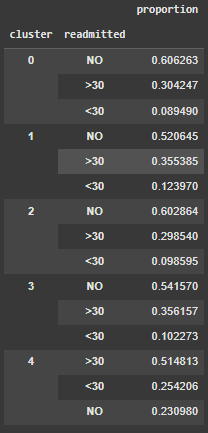 proportion
cluster readmitted
0 NO 0.606263
>30 0.304247
<30 0.089490
1 NO 0.520645
>30 0.355385
<30 0.123970
2 NO 0.602864
>30 0.298540
<30 0.098595
3 NO 0.541570
>30 0.356157
<30 0.102273
4 >30 0.514813
<30 0.254206
NO 0.230980